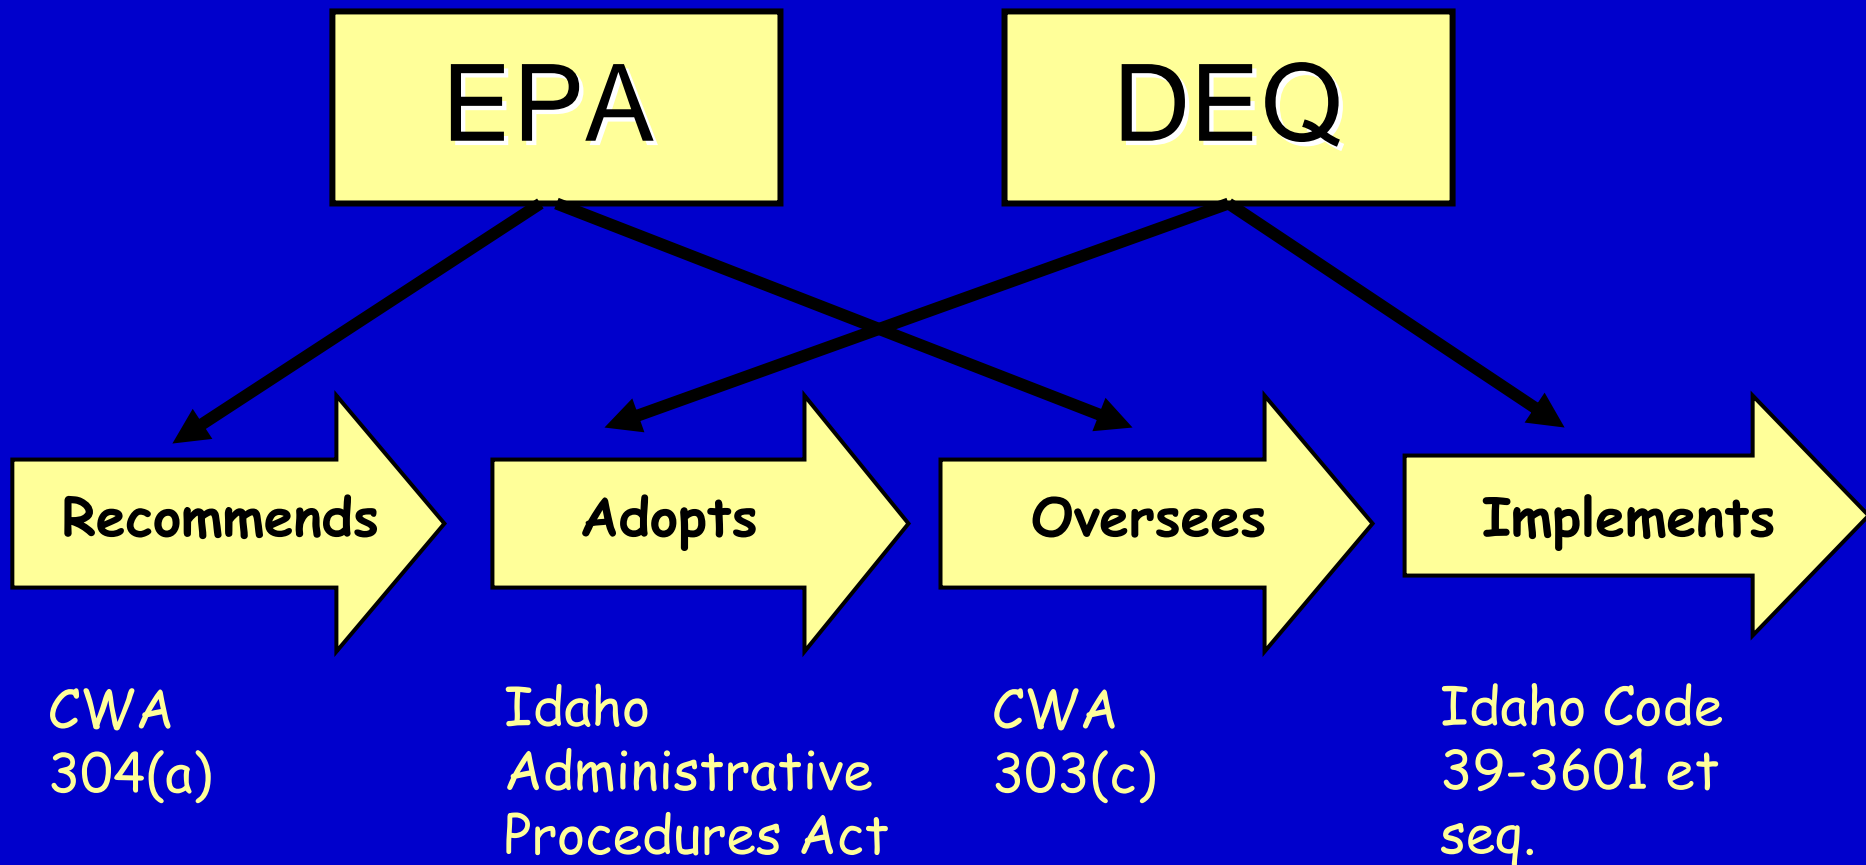 EPA
DEQ
Recommends
Adopts
Oversees
Implements
CWA
304(a)
Idaho
Administrative
Procedures Act
CWA
303(c)
Idaho Code
39-3601 et
seq.